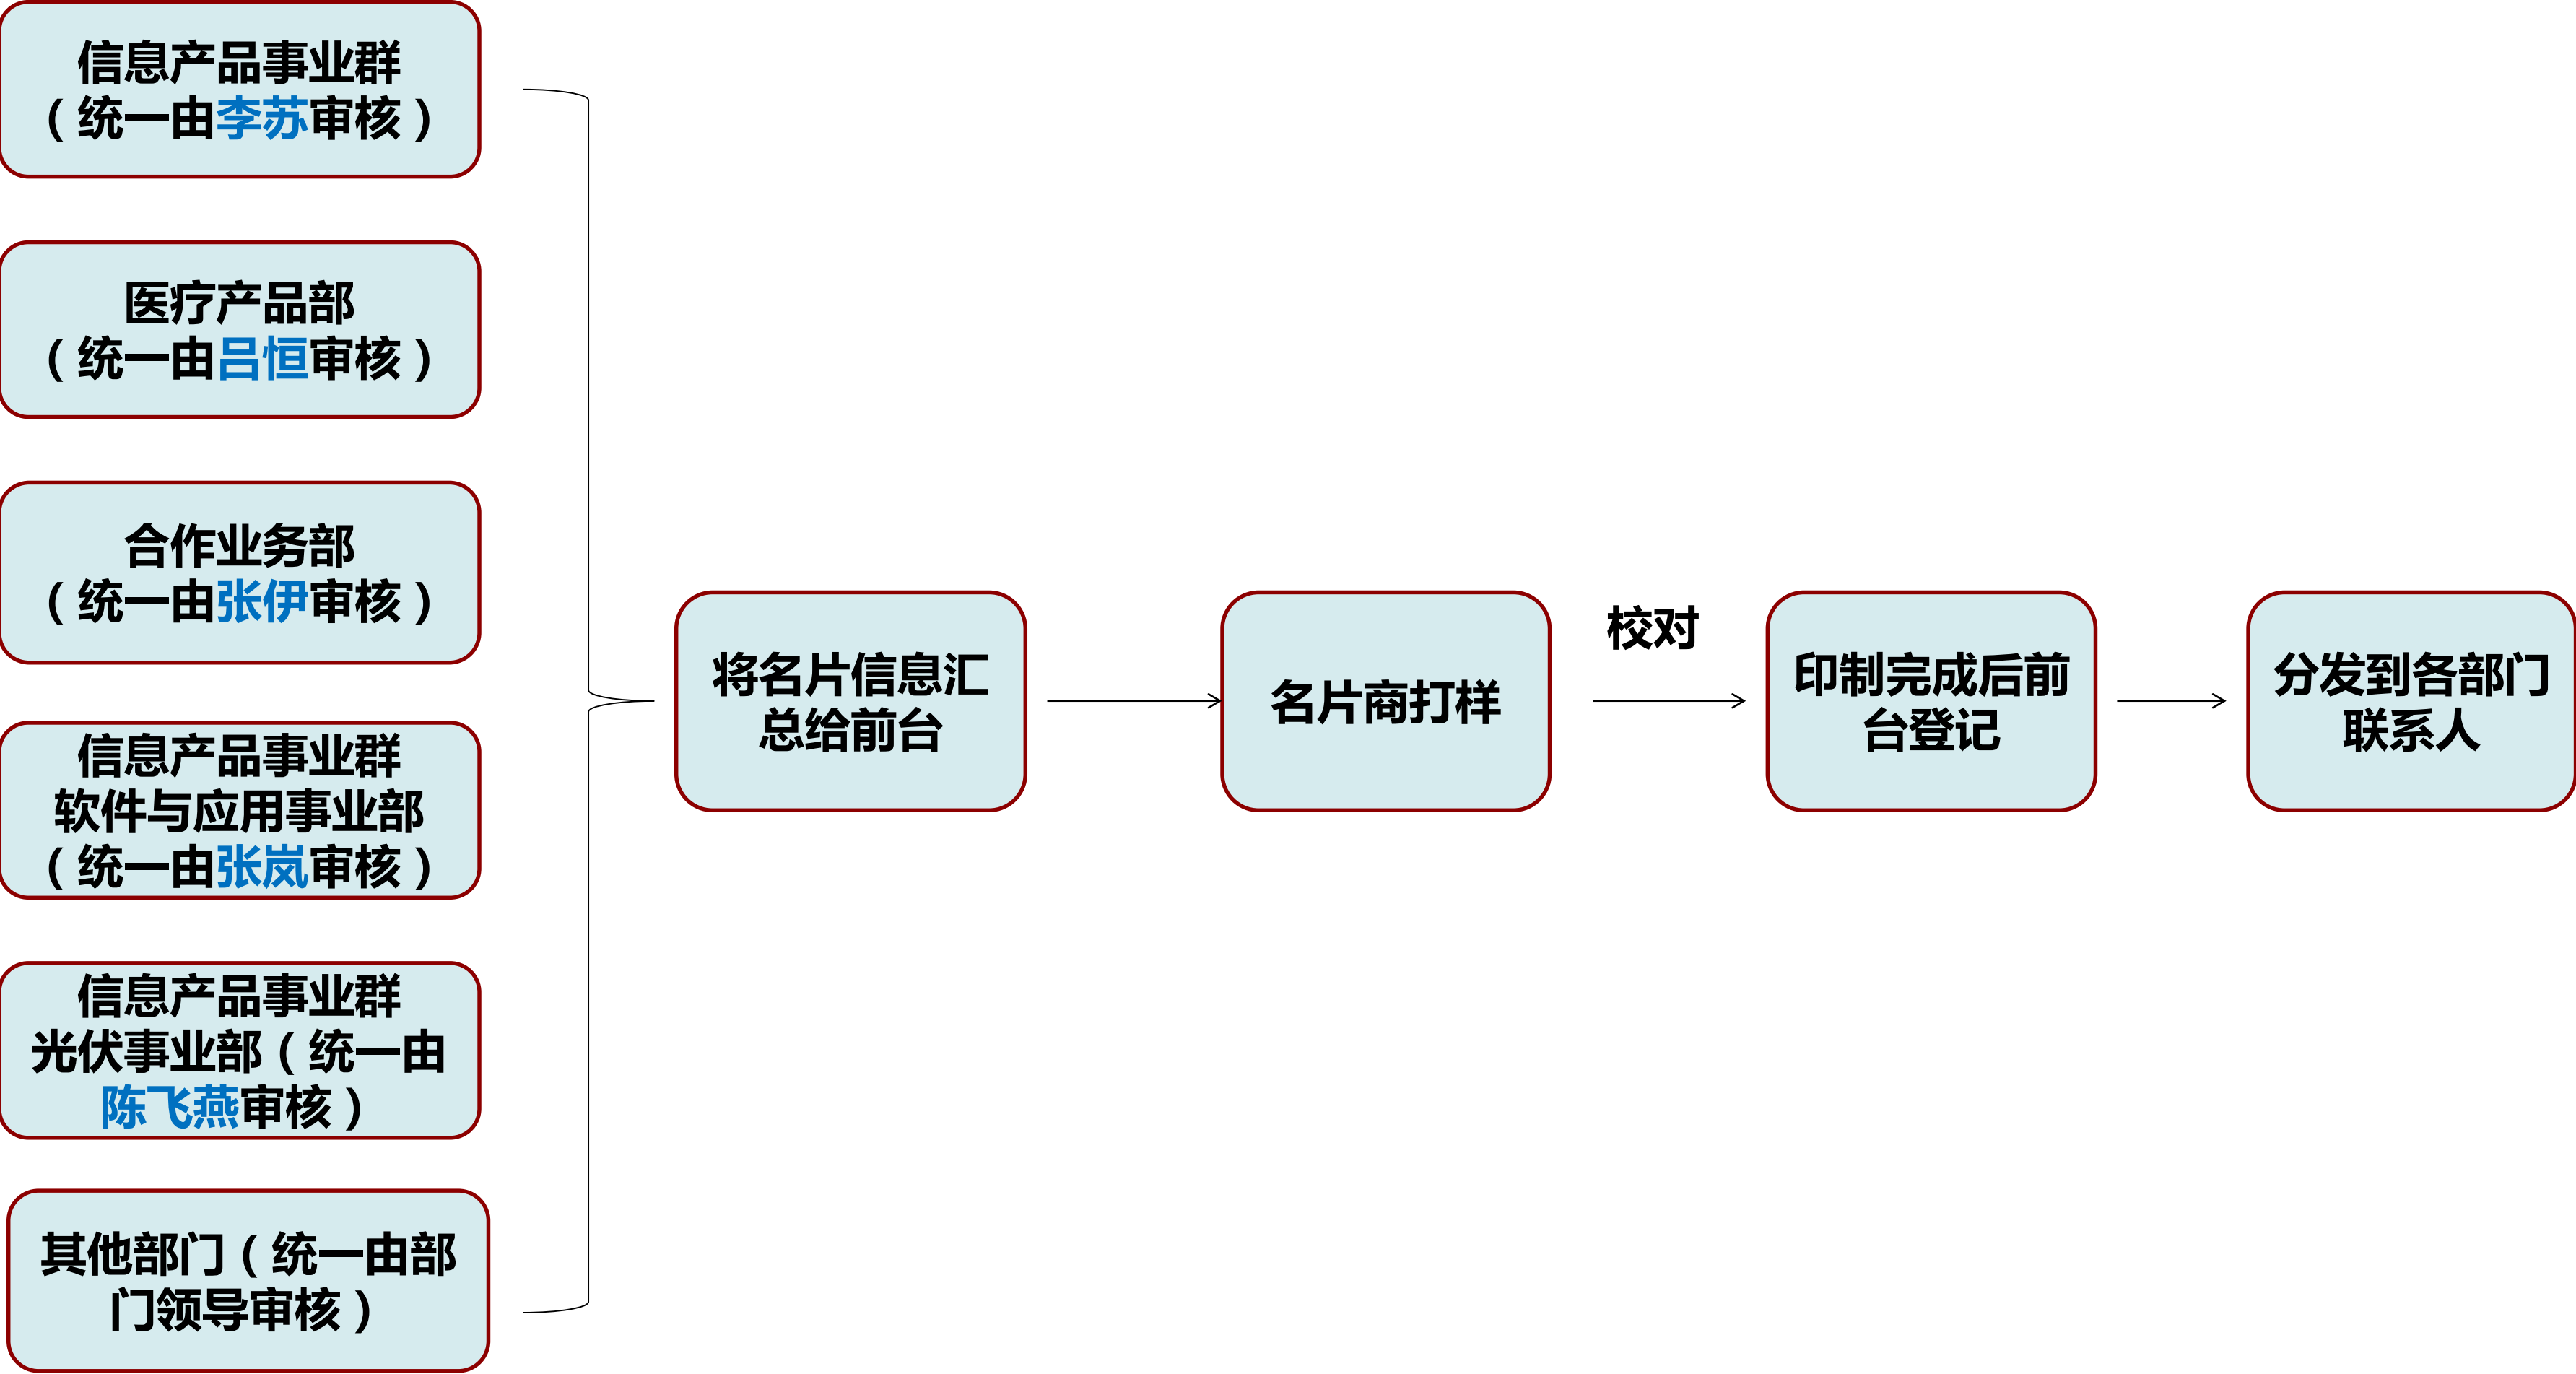 信息产品事业群
（统一由李苏审核）
医疗产品部
（统一由吕恒审核）
合作业务部
（统一由张伊审核）
信息产品事业群
软件与应用事业部
（统一由张岚审核）
信息产品事业群
光伏事业部（统一由
陈飞燕审核）
其他部门（统一由部
门领导审核）
将名片信息汇
总给前台
名片商打样
校对
印制完成后前
台登记
分发到各部门
联系人